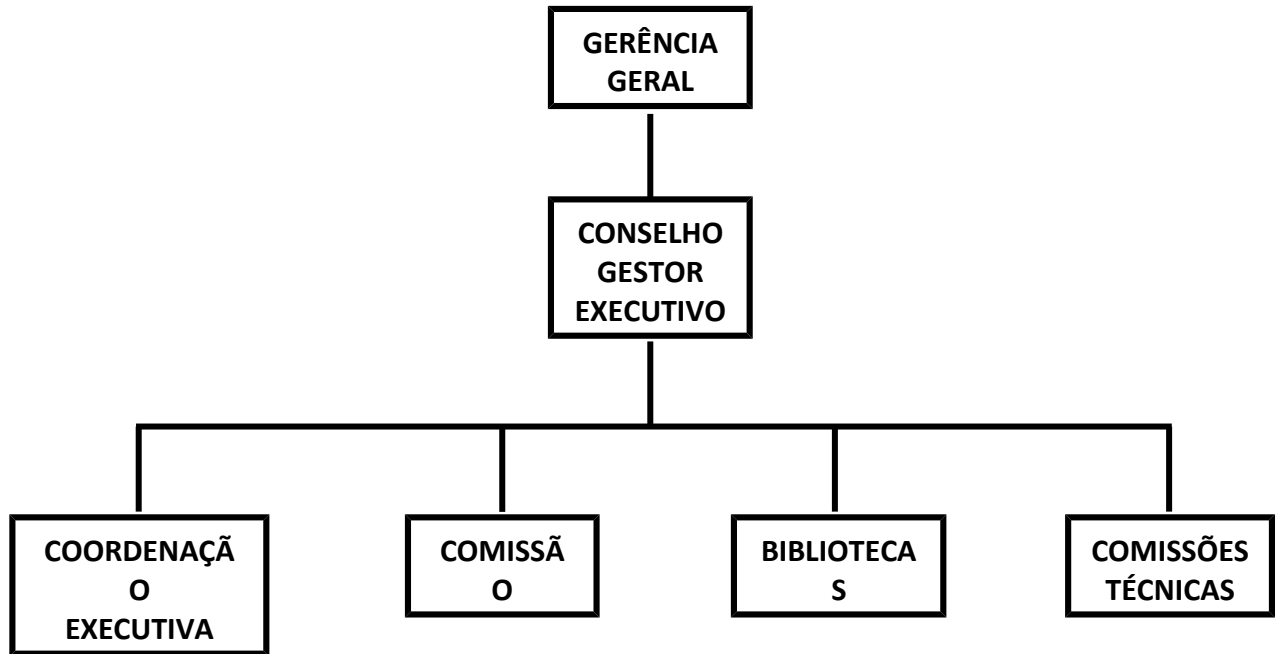 GERÊNCIA
GERAL
CONSELHO
GESTOR
EXECUTIVO
COORDENAÇÃ
O
EXECUTIVA
COMISSÃ
O
BIBLIOTECA
S
COMISSÕES
TÉCNICAS